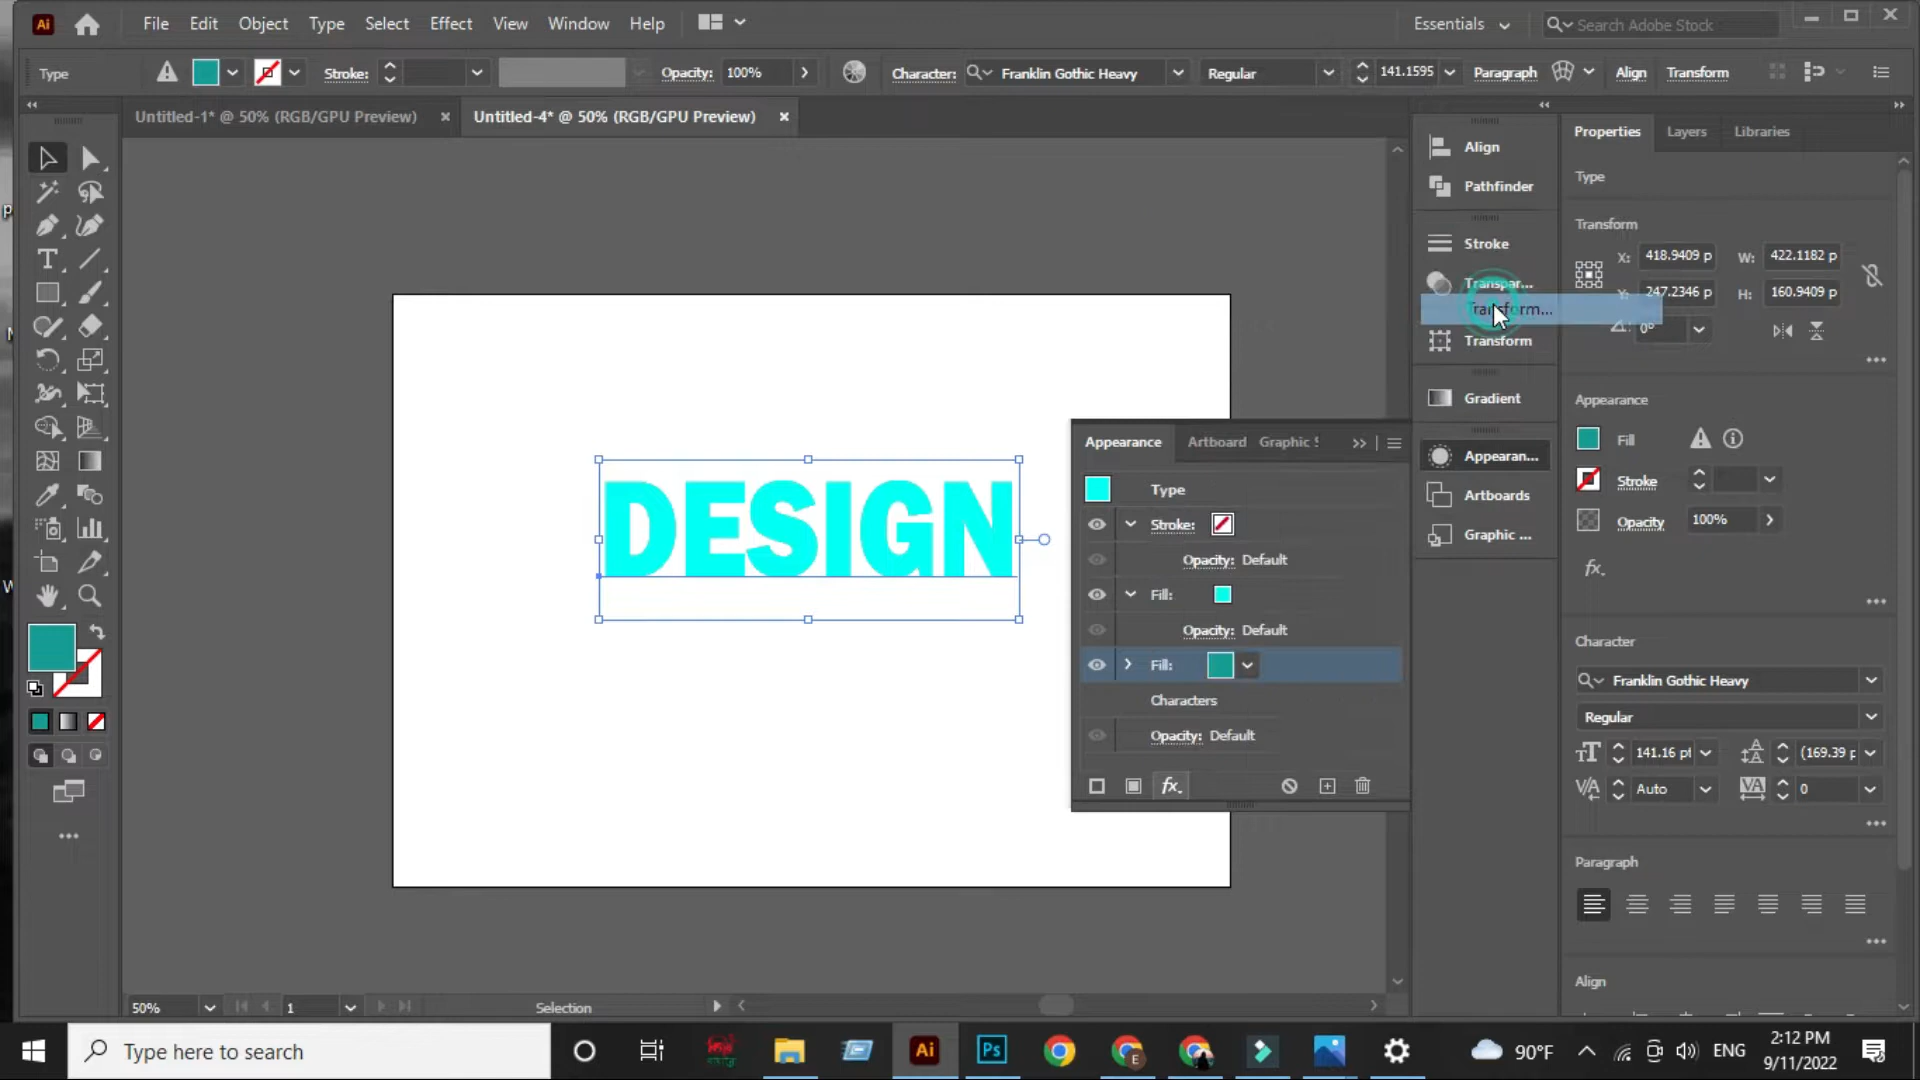 Ai File Edit Object Type Select Effect View Window Help Essentials Search Adobe Stock
Type Stroke: Opacity: 100% Character: Franklin Gothic Heavy Regular 141.1595 Paragraph Align Transform
Untitled-1* @ 50% (RGB/GPU Preview) × Untitled-4* @ 50% (RGB/GPU Preview) ×
Align
Pathfinder
Stroke
Transpar...
Transform...
Transform
Gradient
Appearan...
Artboards
Graphic ...
Properties Layers Libraries
Type
Transform
X: 418.9409 p W: 422.1182 p
Y: 247.2346 p H: 160.9409 p
0°
Appearance
Fill
Stroke
Opacity 100%
fx.
Character
Franklin Gothic Heavy
Regular
141.16 pt (169.39 p
Auto 0
Paragraph
Align
DESIGN
Appearance Artboard Graphic S
Type
Stroke:
Opacity: Default
Fill:
Opacity: Default
Fill:
Characters
Opacity: Default
fx.
50% 1 Selection
Type here to search Ai Ps E 90°F ENG 2:12 PM
9/11/2022